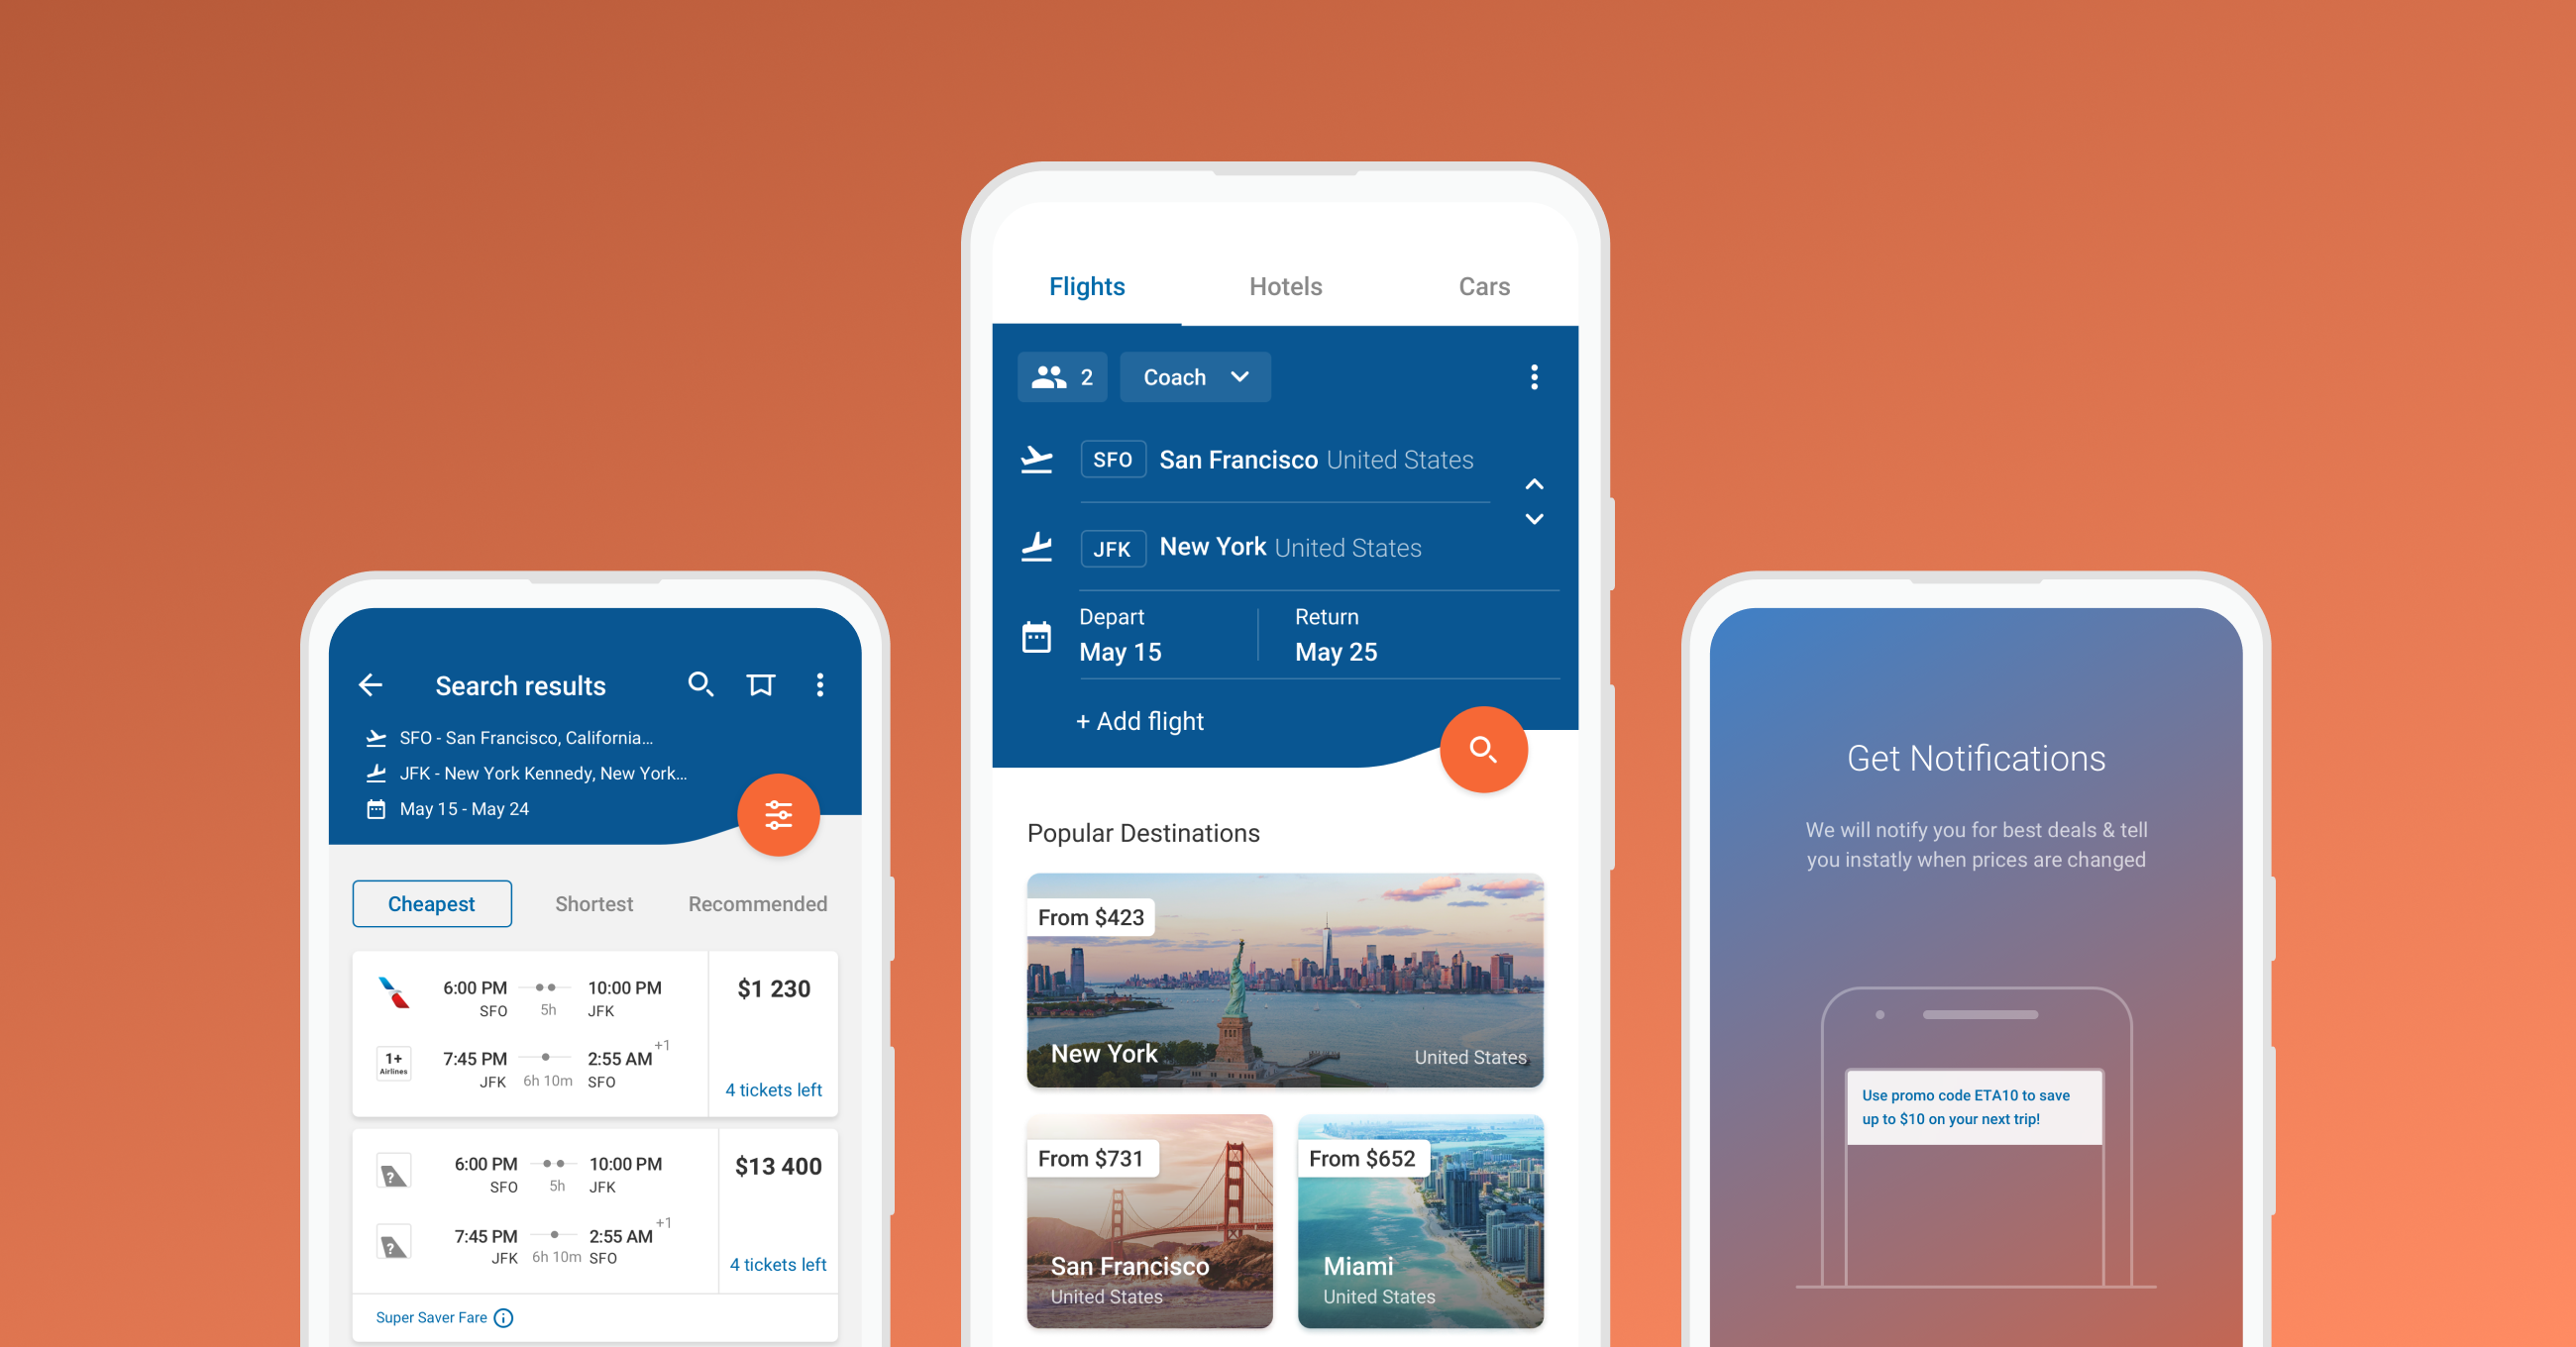 Search results
SFO - San Francisco, California...
JFK - New York Kennedy, New York...
May 15 - May 24
Cheapest
Shortest
Recommended
6:00 PM
10:00 PM
$1 230
SFO
5h
JFK
1+
Airlines
7:45 PM
2:55 AM
+1
JFK
6h 10m
SFO
4 tickets left
?
6:00 PM
10:00 PM
$13 400
SFO
5h
JFK
?
7:45 PM
2:55 AM
+1
JFK
6h 10m
SFO
4 tickets left
Super Saver Fare
Flights
Hotels
Cars
2
Coach
SFO
San Francisco United States
JFK
New York United States
Depart
Return
May 15
May 25
+ Add flight
Popular Destinations
From $423
New York
United States
From $731
San Francisco
United States
From $652
Miami
United States
Get Notifications
We will notify you for best deals & tell
you instatly when prices are changed
Use promo code ETA10 to save
up to $10 on your next trip!